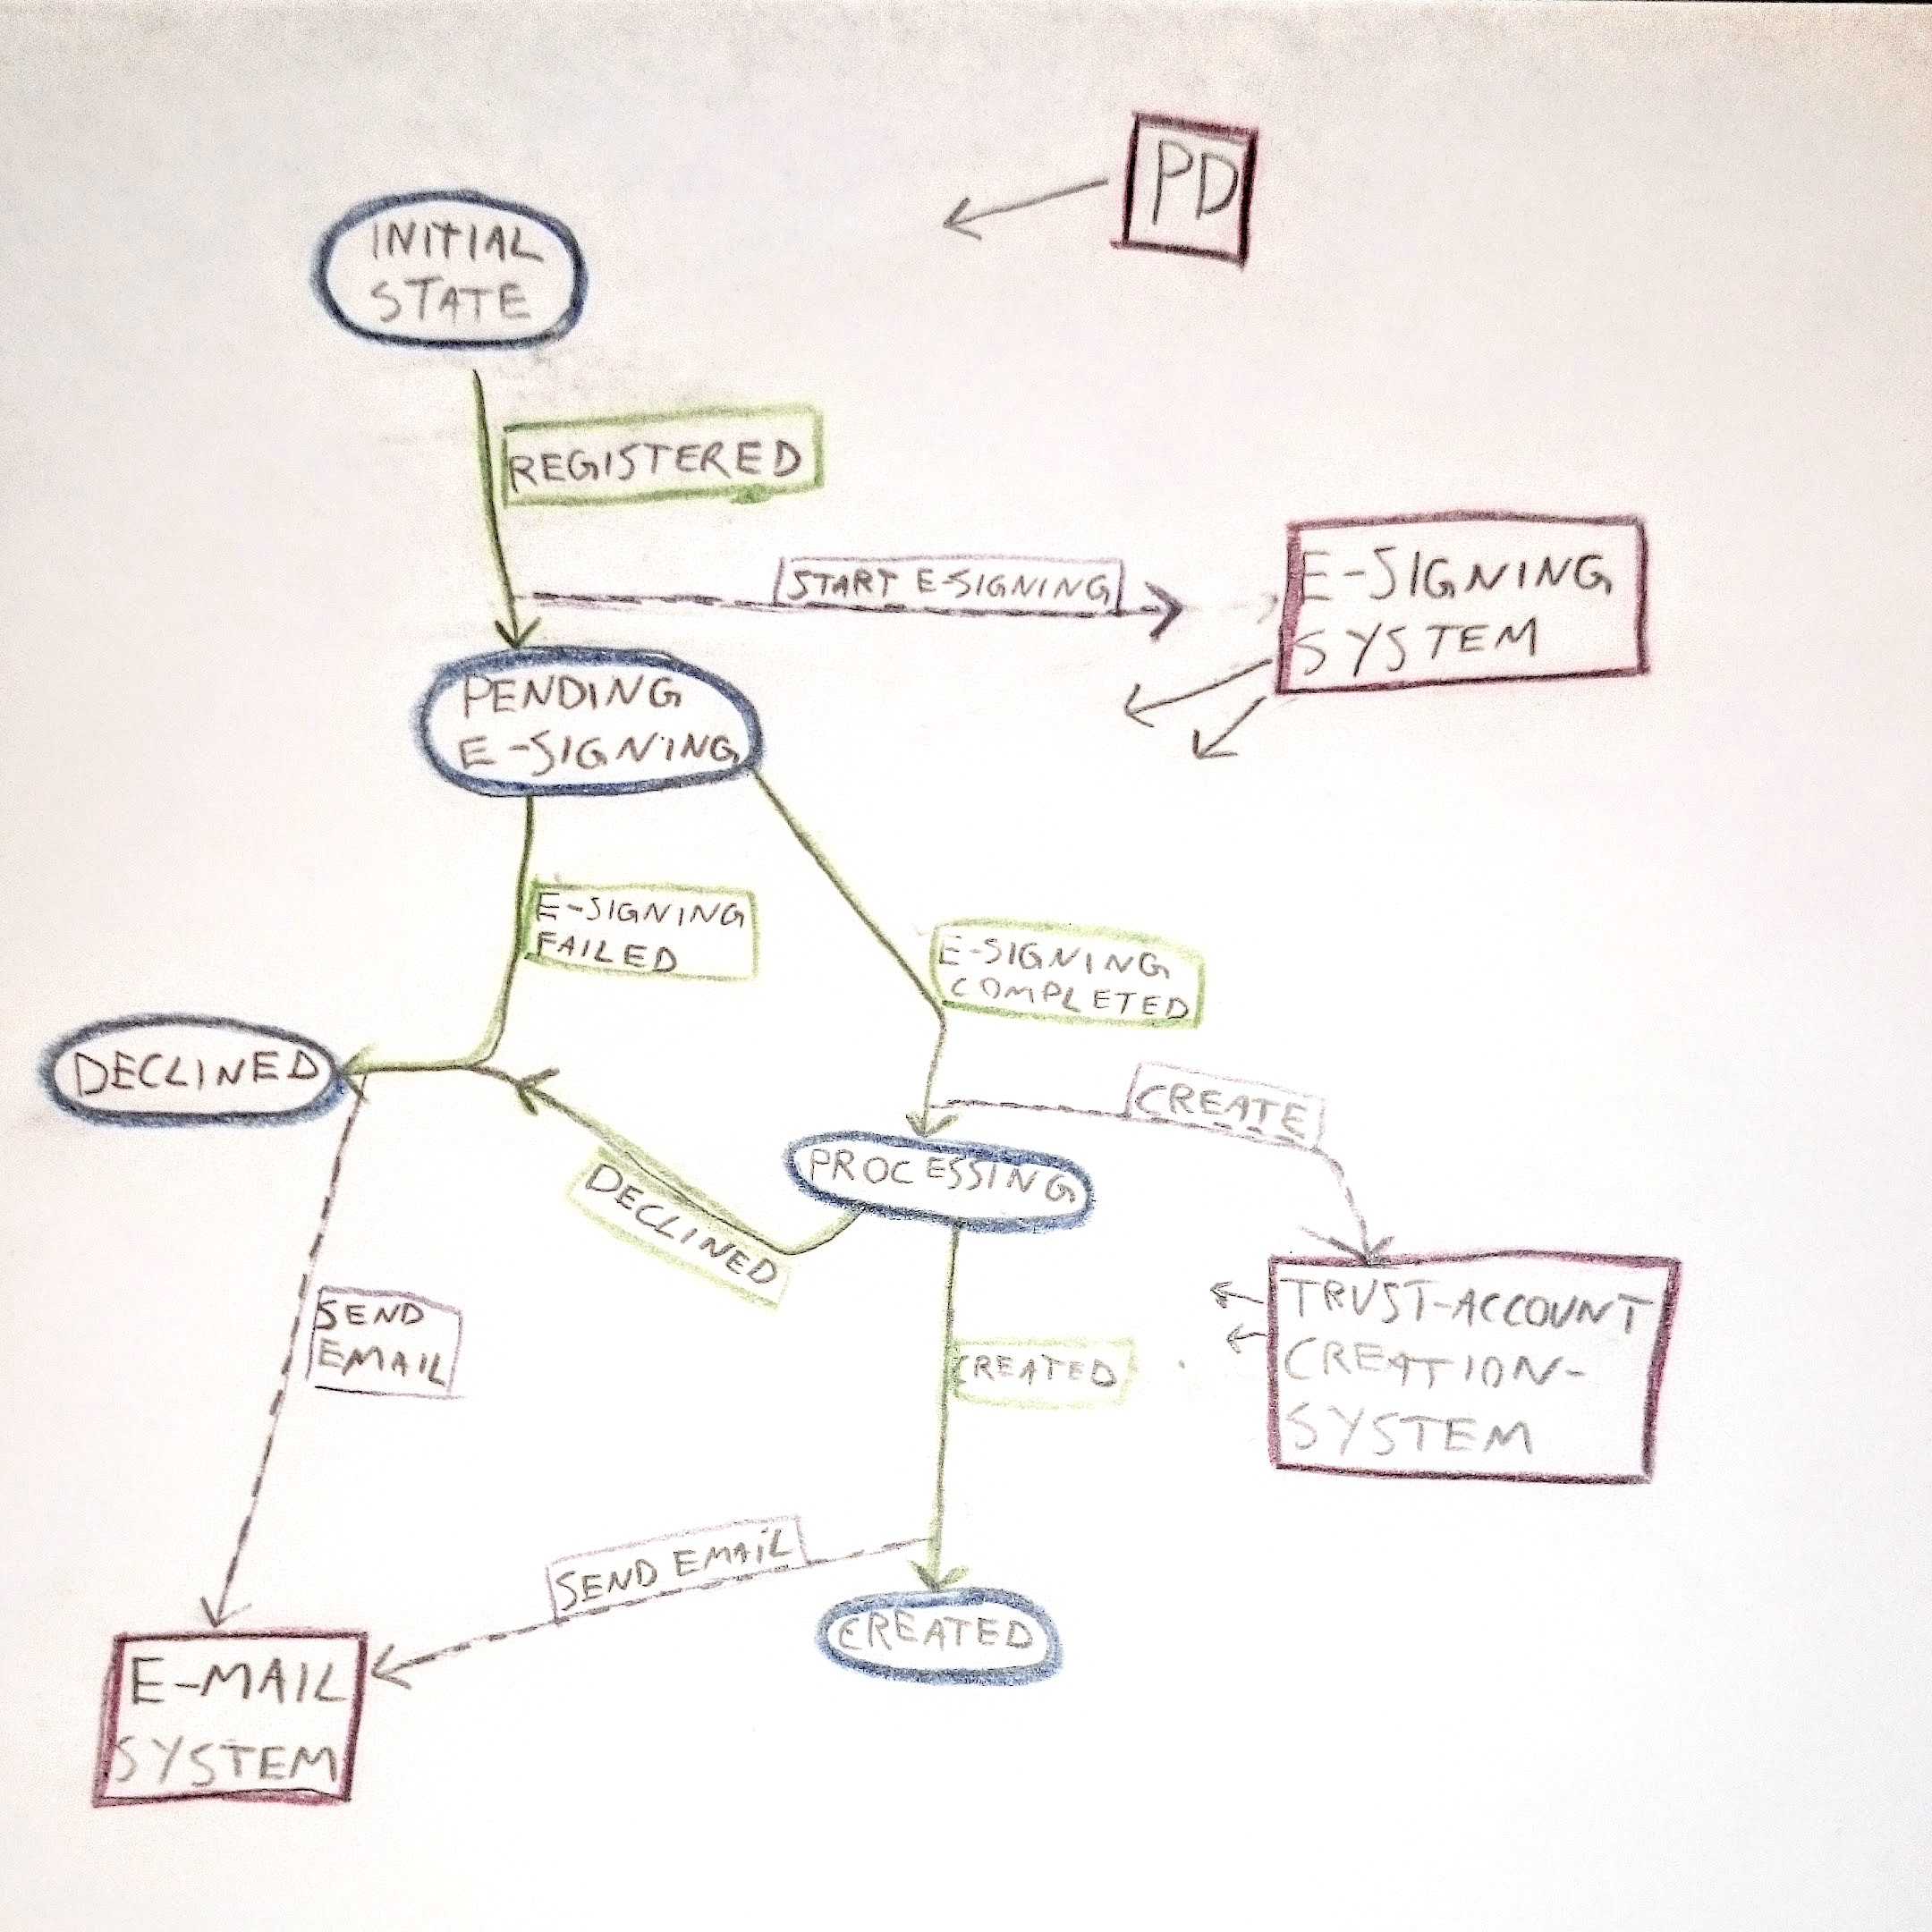 PD
INITIAL
STATE
REGISTERED
START E-SIGNING
E-SIGNING
SYSTEM
PENDING
E-SIGNING
E-SIGNING
FAILED
E-SIGNING
COMPLETED
DECLINED
CREATE
PROCESSING
DECLINED
SEND
EMAIL
CREATED
TRUST-ACCOUNT
CREATION-
SYSTEM
SEND EMAIL
CREATED
E-MAIL
SYSTEM